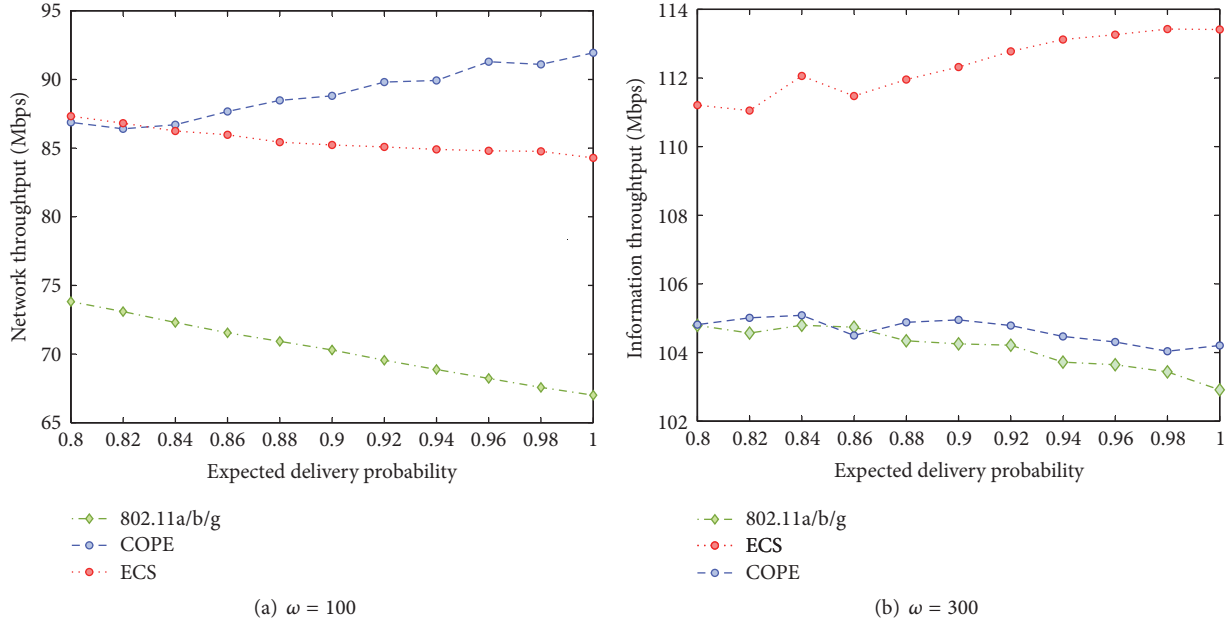 95
90
85
80
75
70
65
Network throughtput (Mbps)
0.8 0.82 0.84 0.86 0.88 0.9 0.92 0.94 0.96 0.98 1
Expected delivery probability
802.11a/b/g
COPE
ECS
(a) ω = 100
114
112
110
108
106
104
102
Information throughtput (Mbps)
0.8 0.82 0.84 0.86 0.88 0.9 0.92 0.94 0.96 0.98 1
Expected delivery probability
802.11a/b/g
ECS
COPE
(b) ω = 300